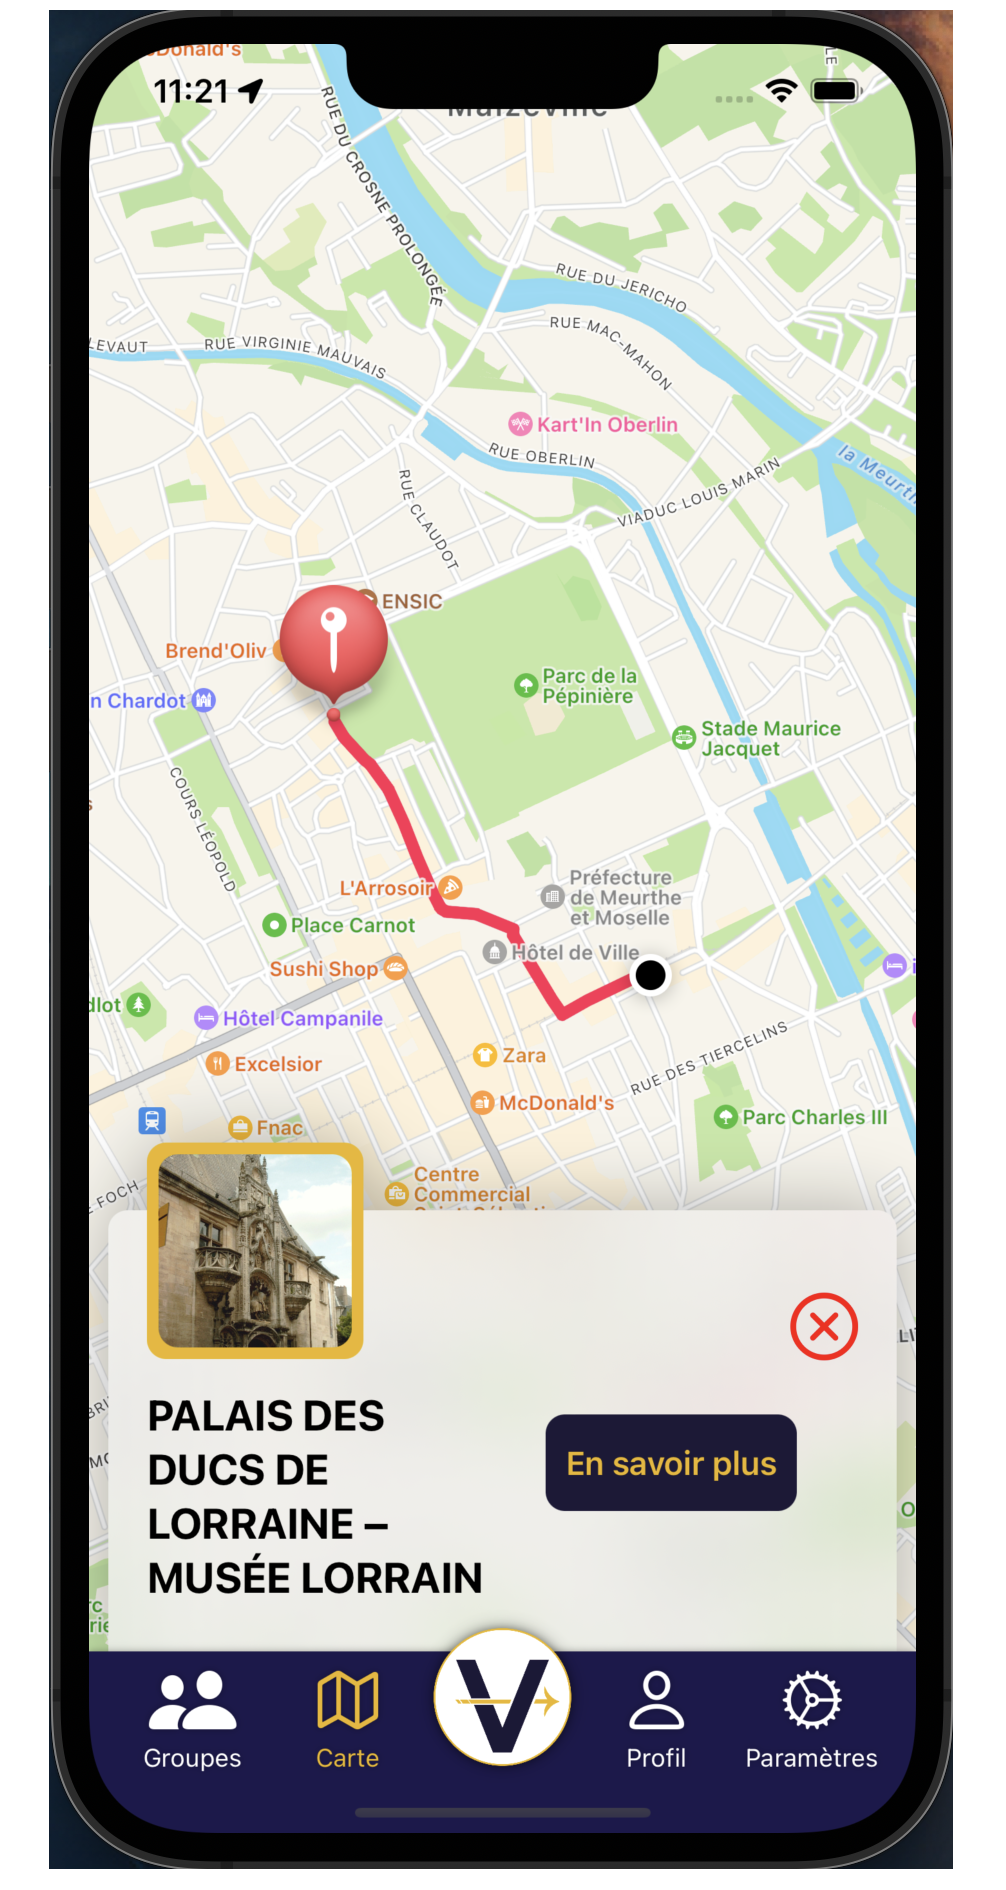 Donald's
11:21
LE
Malzéville
RUE DU CROSNE PROLONGÉE
RUE DU JERICHO
RUE MAC-MAHON
LEVAUT
RUE VIRGINIE MAUVAIS
Kart'In Oberlin
RUE OBERLIN
la Meurth
VIADUC LOUIS MARIN
RUE CLAUDOT
ENSIC
Brend'Oliv
n Chardot
Parc de la
Pépinière
Stade Maurice
Jacquet
COURS LÉOPOLD
L'Arrosoir
Préfecture
de Meurthe
et Moselle
Place Carnot
Hôtel de Ville
Sushi Shop
dlot
Hôtel Campanile
Excelsior
Zara
RUE DES TIERCELINS
McDonald's
Parc Charles III
Fnac
Centre
Commercial
FOCH
PALAIS DES
DUCS DE
LORRAINE –
MUSÉE LORRAIN
En savoir plus
V
Groupes
Carte
Profil
Paramètres